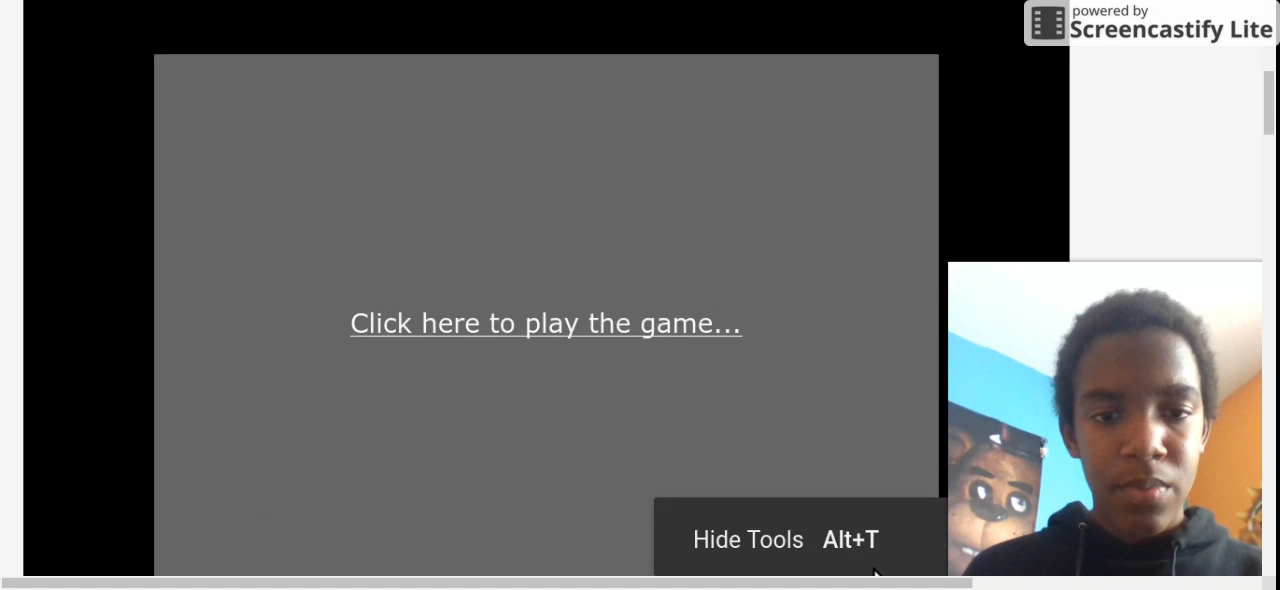 powered by
Screencastify Lite
Click here to play the game...
Hide Tools Alt+T